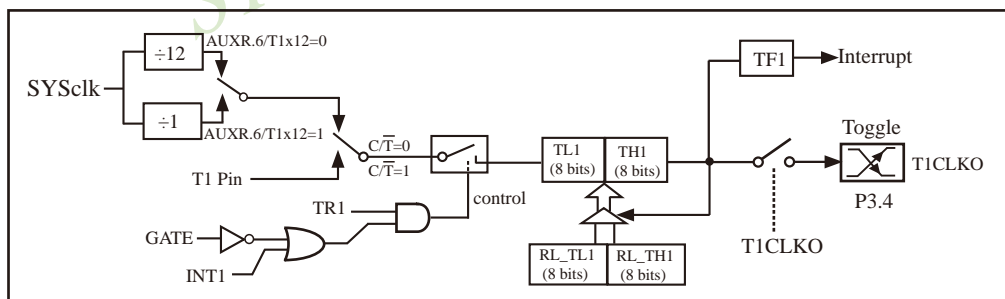 ÷12
AUXR.6/T1x12=0
SYSclk
÷1
AUXR.6/T1x12=1
C/T̅=0
C/T̅=1
T1 Pin
TR1
GATE
INT1
control
TL1
(8 bits)
TH1
(8 bits)
RL_TL1
(8 bits)
RL_TH1
(8 bits)
TF1
Interrupt
Toggle
T1CLKO
P3.4
T1CLKO